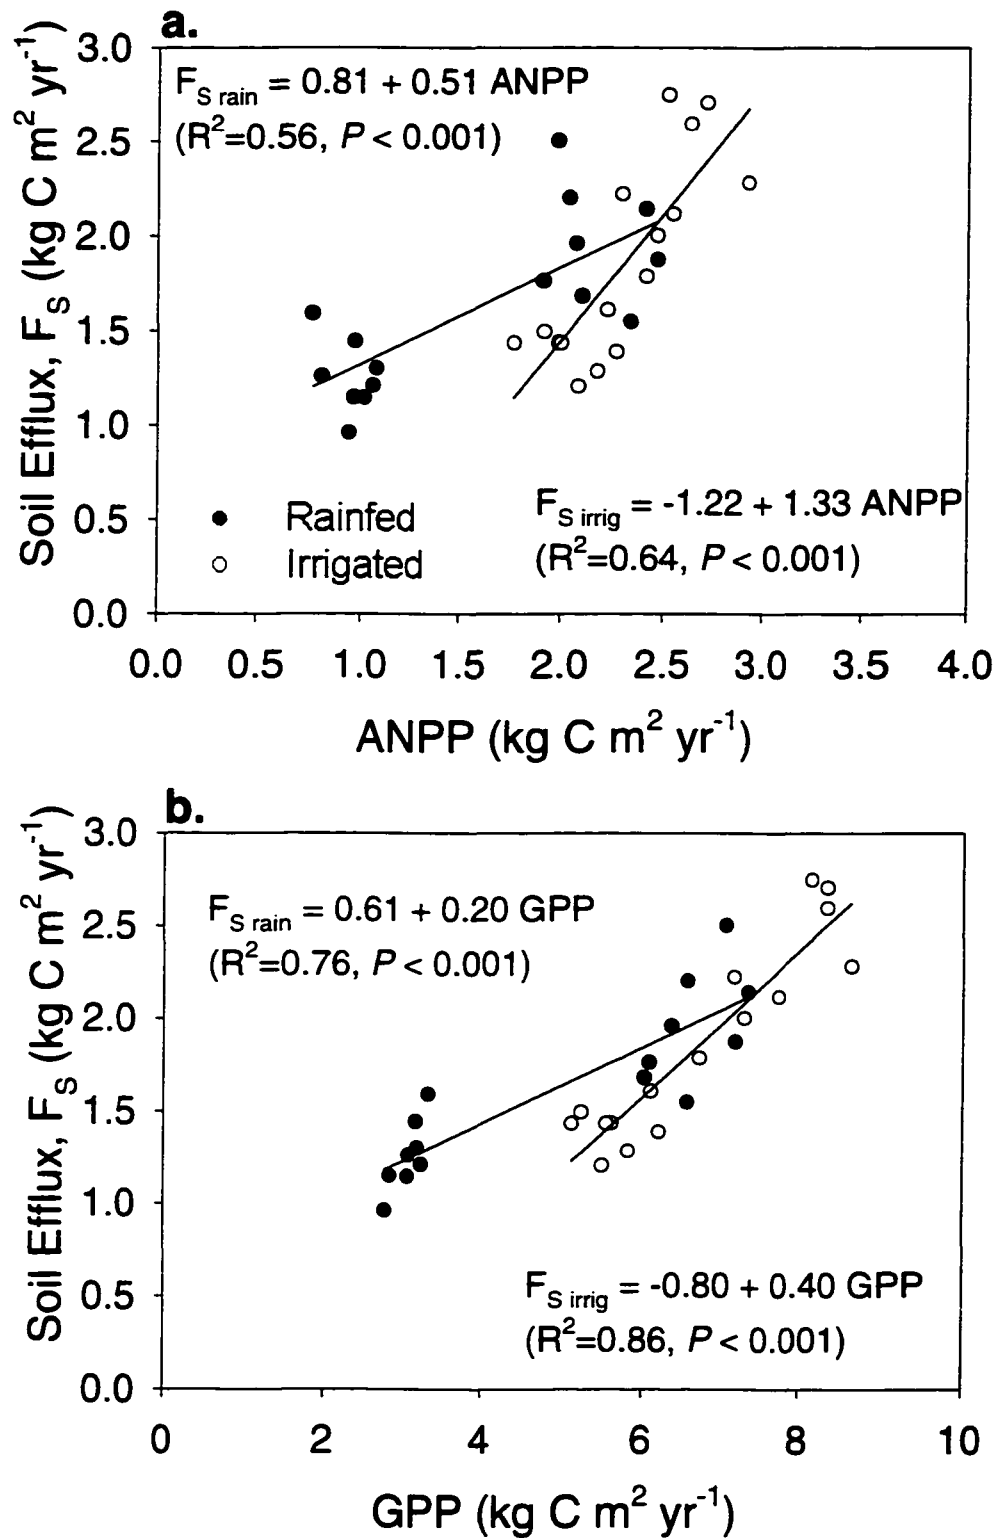 a.
3.0
2.5
2.0
1.5
1.0
0.5
0.0
Soil Efflux, F_S (kg C m² yr⁻¹)
F_S rain = 0.81 + 0.51 ANPP
(R²=0.56, P < 0.001)
Rainfed
Irrigated
F_S irrig = -1.22 + 1.33 ANPP
(R²=0.64, P < 0.001)
0.0 0.5 1.0 1.5 2.0 2.5 3.0 3.5 4.0
ANPP (kg C m² yr⁻¹)
b.
3.0
2.5
2.0
1.5
1.0
0.5
0.0
Soil Efflux, F_S (kg C m² yr⁻¹)
F_S rain = 0.61 + 0.20 GPP
(R²=0.76, P < 0.001)
F_S irrig = -0.80 + 0.40 GPP
(R²=0.86, P < 0.001)
0 2 4 6 8 10
GPP (kg C m² yr⁻¹)